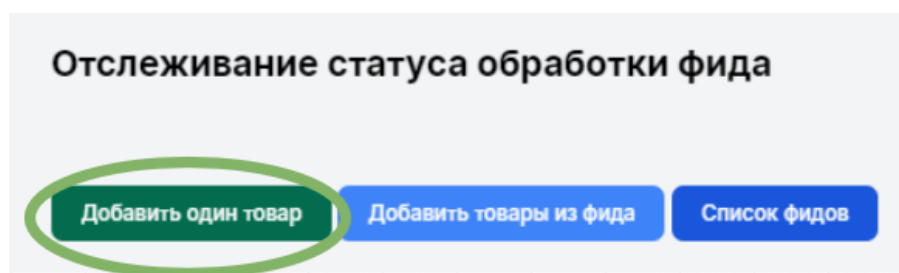 Отслеживание статуса обработки фида
Добавить один товар Добавить товары из фида Список фидов